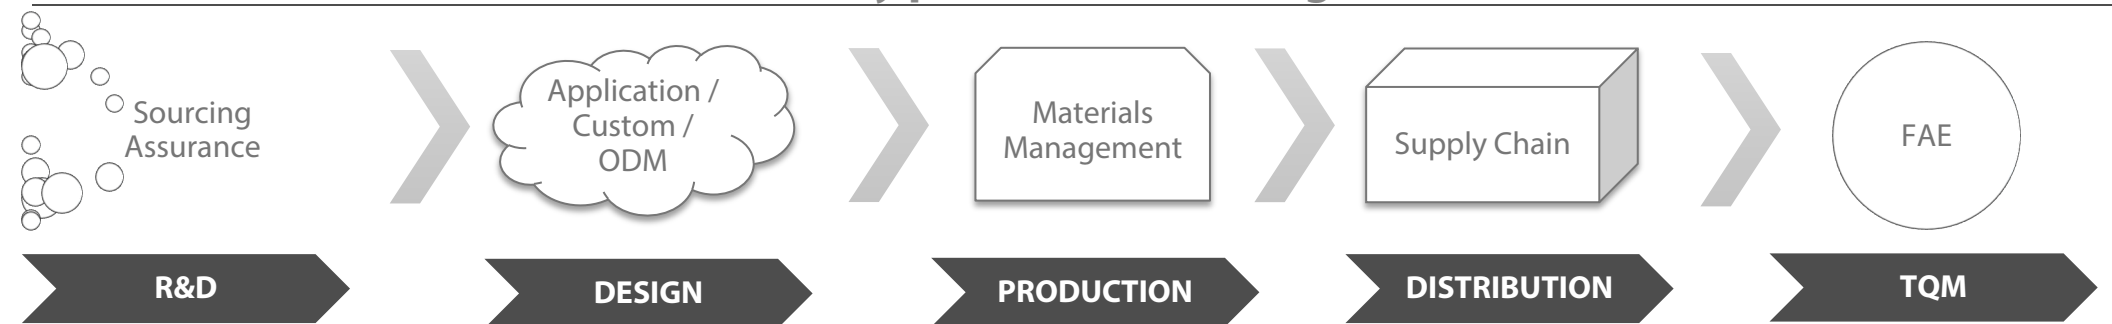 Sourcing
Assurance
Application /
Custom /
ODM
Materials
Management
Supply Chain
FAE
R&D
DESIGN
PRODUCTION
DISTRIBUTION
TQM